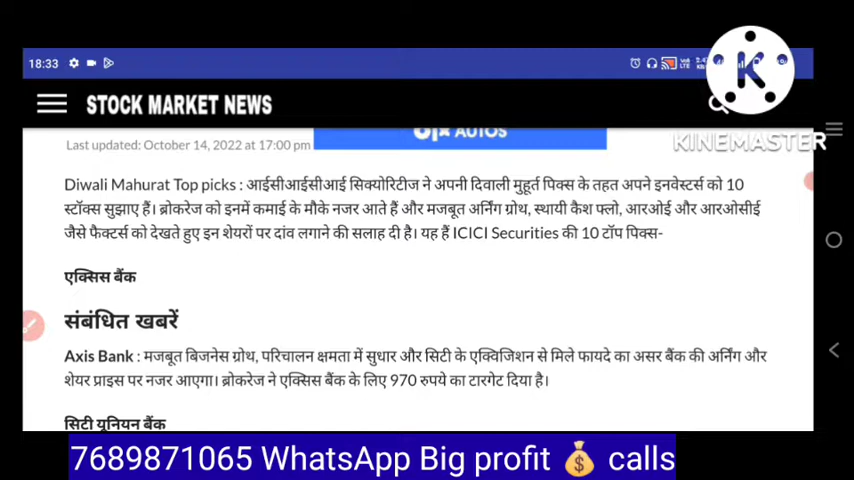 18:33
STOCK MARKET NEWS
KINEMASTER
Last updated: October 14, 2022 at 17:00 pm
AUTOS
Diwali Mahurat Top picks : आईसीआईसीआई सिक्योरिटीज ने अपनी दिवाली मुहूर्त पिक्स के तहत अपने इनवेस्टर्स को 10
स्टॉक्स सुझाए हैं। ब्रोकरेज को इनमें कमाई के मौके नजर आते हैं और मजबूत अर्निंग ग्रोथ, स्थायी कैश फ्लो, आरओई और आरओसीई
जैसे फैक्टर्स को देखते हुए इन शेयरों पर दांव लगाने की सलाह दी है। यह हैं ICICI Securities की 10 टॉप पिक्स-
एक्सिस बैंक
संबंधित खबरें
Axis Bank : मजबूत बिजनेस ग्रोथ, परिचालन क्षमता में सुधार और सिटी के एक्विजिशन से मिले फायदे का असर बैंक की अर्निंग और
शेयर प्राइस पर नजर आएगा। ब्रोकरेज ने एक्सिस बैंक के लिए 970 रुपये का टारगेट दिया है।
सिटी यूनियन बैंक
7689871065 WhatsApp Big profit 💰 calls